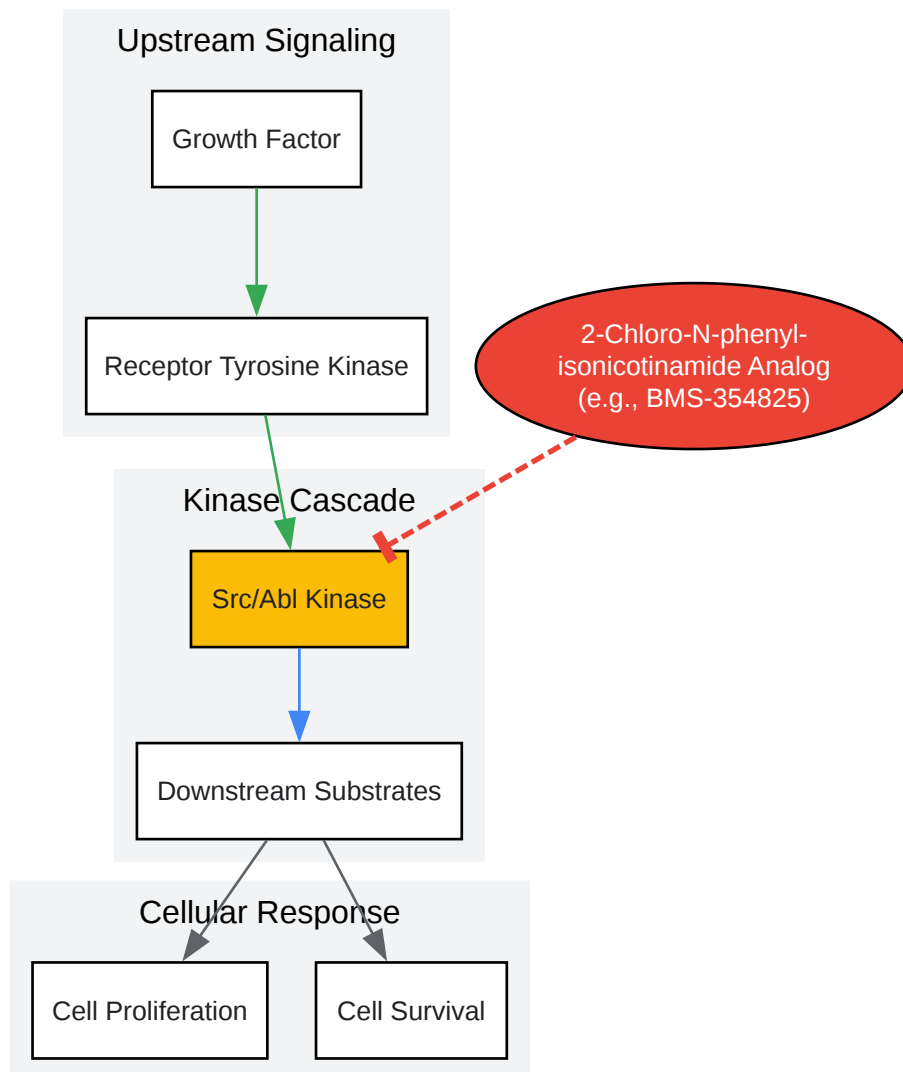 Upstream Signaling
Growth Factor
Receptor Tyrosine Kinase
2-Chloro-N-phenyl-
isonicotinamide Analog
(e.g., BMS-354825)
Kinase Cascade
Src/Abl Kinase
Downstream Substrates
Cellular Response
Cell Proliferation
Cell Survival